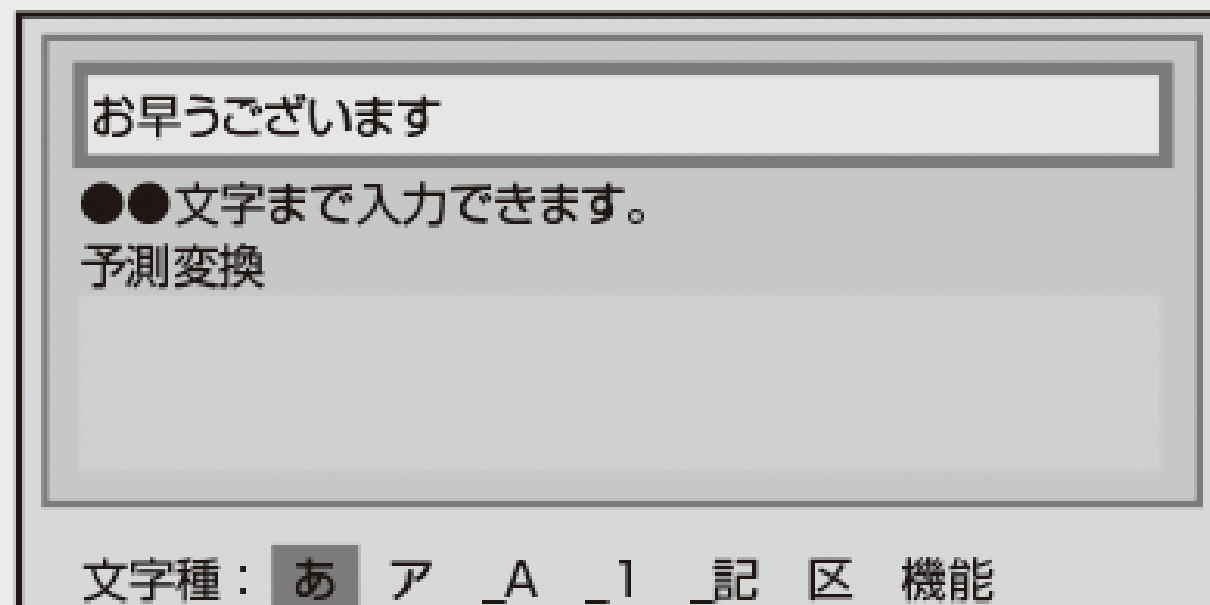 お早うございます
●●文字まで入力できます。
予測変換
文字種： あ ア _A _1 _記 区 機能